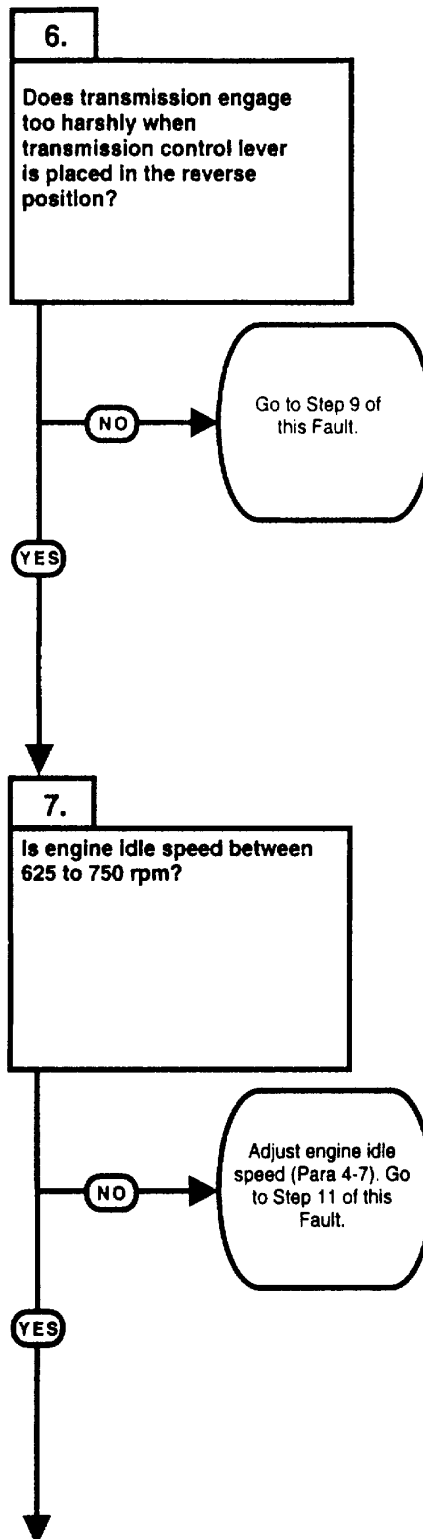 6.
Does transmission engage
too harshly when
transmission control lever
is placed in the reverse
position?
NO
Go to Step 9 of
this Fault.
YES
7.
Is engine idle speed between
625 to 750 rpm?
NO
Adjust engine idle
speed (Para 4-7). Go
to Step 11 of this
Fault.
YES